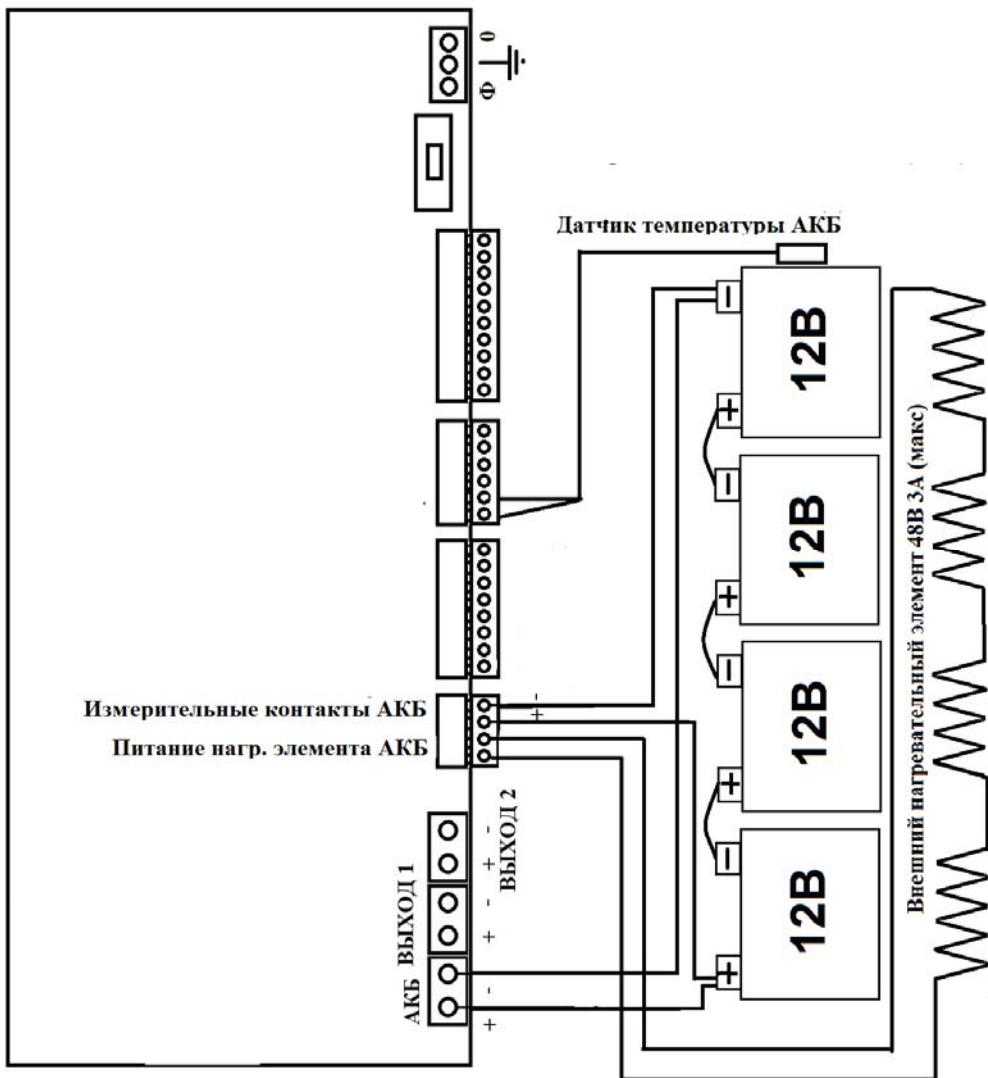 Ф 0
Датчик температуры АКБ
12В
12В
12В
12В
- +
+ -
- +
+ -
- +
+ -
- +
+ -
Внешний нагревательный элемент 48В 3А (макс)
Измерительные контакты АКБ
Питание нагр. элемента АКБ
АКБ ВЫХОД 1
ВЫХОД 2
+ - + - + -